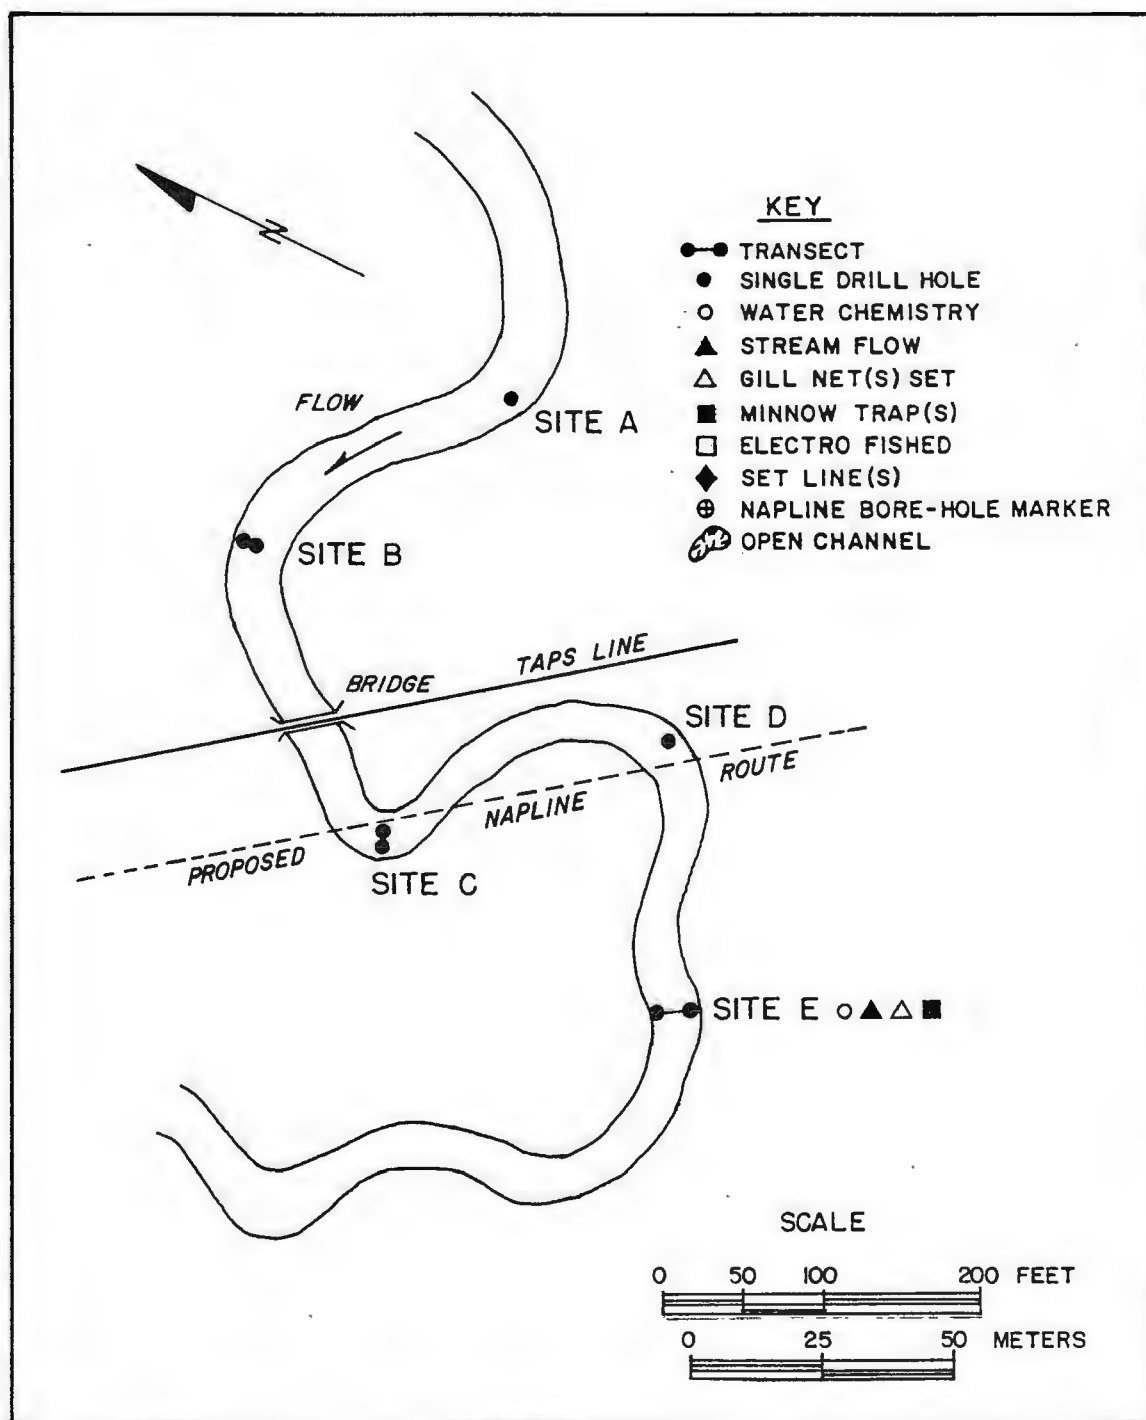 N
KEY
TRANSECT
SINGLE DRILL HOLE
WATER CHEMISTRY
STREAM FLOW
GILL NET(S) SET
MINNOW TRAP(S)
ELECTRO FISHED
SET LINE(S)
NAPLINE BORE-HOLE MARKER
OPEN CHANNEL
FLOW
SITE A
SITE B
TAPS LINE
BRIDGE
SITE D
ROUTE
NAPLINE
PROPOSED
SITE C
SITE E
SCALE
0 50 100 200 FEET
0 25 50 METERS